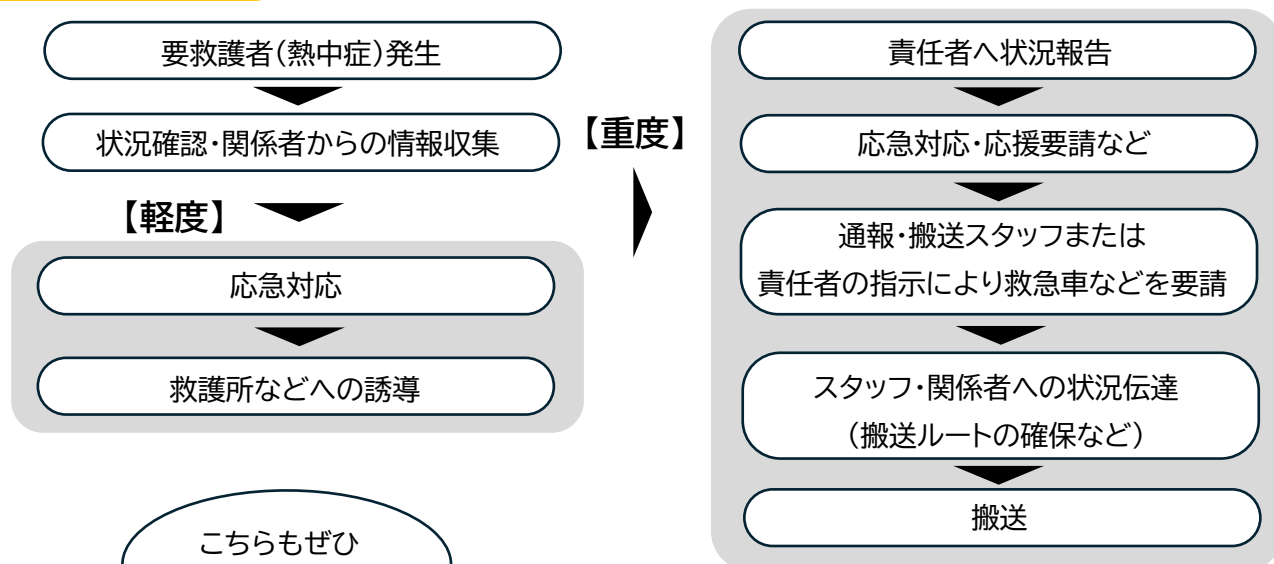 要救護者(熱中症)発生
状況確認・関係者からの情報収集
【軽度】
応急対応
救護所などへの誘導
【重度】
責任者へ状況報告
応急対応・応援要請など
通報・搬送スタッフまたは
責任者の指示により救急車などを要請
スタッフ・関係者への状況伝達
(搬送ルートの確保など)
搬送
こちらもぜひ